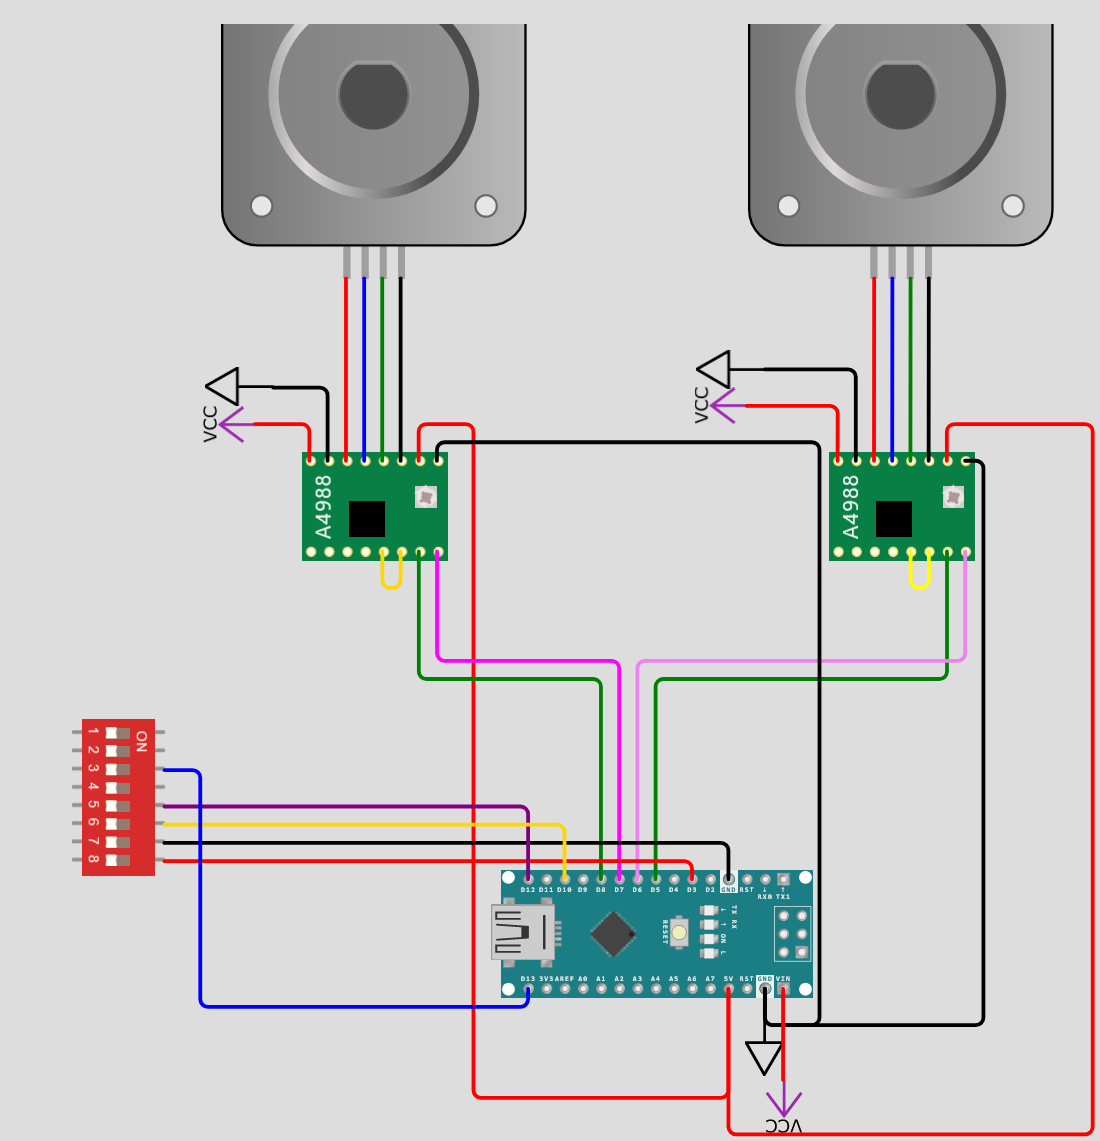 VCC
VCC
A4988
A4988
ON
1
2
3
4
5
6
7
8
D12 D11 D10 D9 D8 D7 D6 D5 D4 D3 D2 GND RST ↓ ↑
RX0 TX1
RESET
↓ ↑ ON L
TX RX
D13 3V3 AREF A0 A1 A2 A3 A4 A5 A6 A7 5V RST GND VIN
VCC